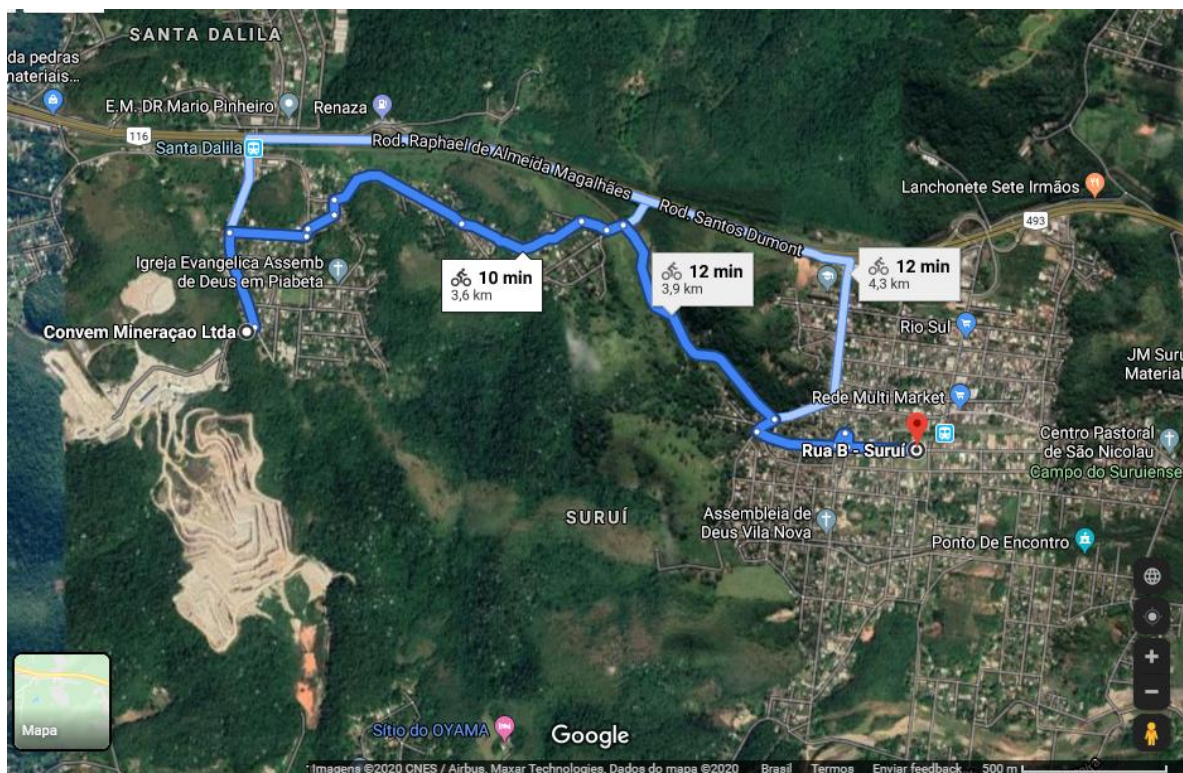 SANTA DALILA
da pedras
materiais...
E.M. DR Mario Pinheiro
Renaza
116
Santa Dalila
Rod. Raphael de Almeida Magalhães
Lanchonete Sete Irmãos
Rod. Santos Dumont
493
Igreja Evangelica Assemb
de Deus em Piabeta
10 min
3,6 km
12 min
3,9 km
12 min
4,3 km
Convem Mineraçao Ltda
Rio Sul
JM Suru
Material
Rede Multi Market
Rua B - Suruí
Centro Pastoral
de São Nicolau
Campo do Suruiense
SURUÍ
Assembleia de
Deus Vila Nova
Ponto De Encontro
Mapa
Sítio do OYAMA
Google
Imagens ©2020 CNES / Airbus, Maxar Technologies, Dados do mapa ©2020 Brasil Termos Enviar feedback 500 m